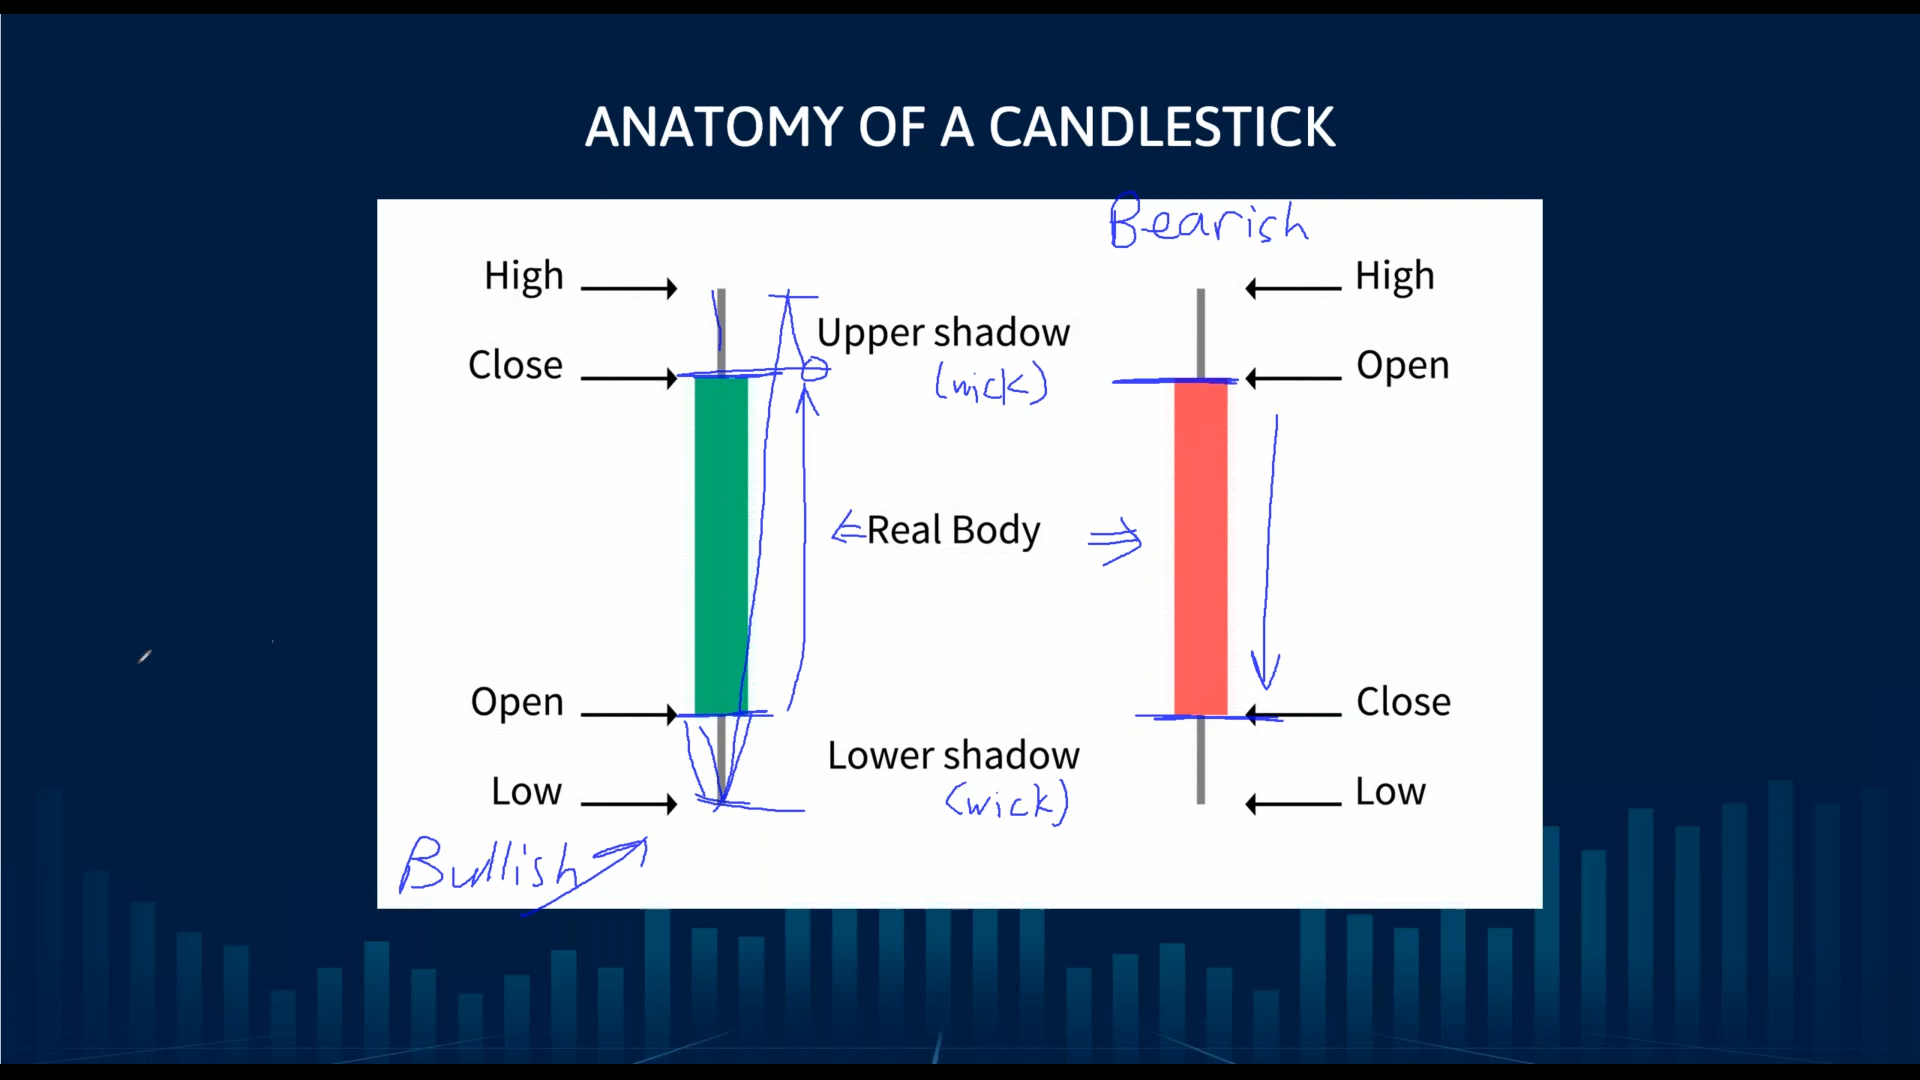 ANATOMY OF A CANDLESTICK
Bearish
High
High
Upper shadow
(wick)
Close
Open
Real Body
Open
Close
Lower shadow
(wick)
Low
Low
Bullish